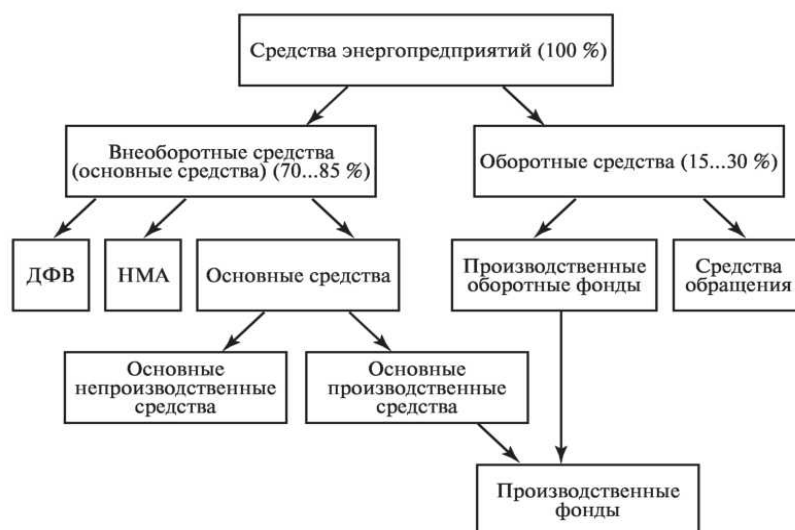 Средства энергопредприятий (100 %)
Внеоборотные средства
(основные средства) (70...85 %)
Оборотные средства (15...30 %)
ДФВ
НМА
Основные средства
Производственные
оборотные фонды
Средства
обращения
Основные
непроизводственные
средства
Основные
производственные
средства
Производственные
фонды